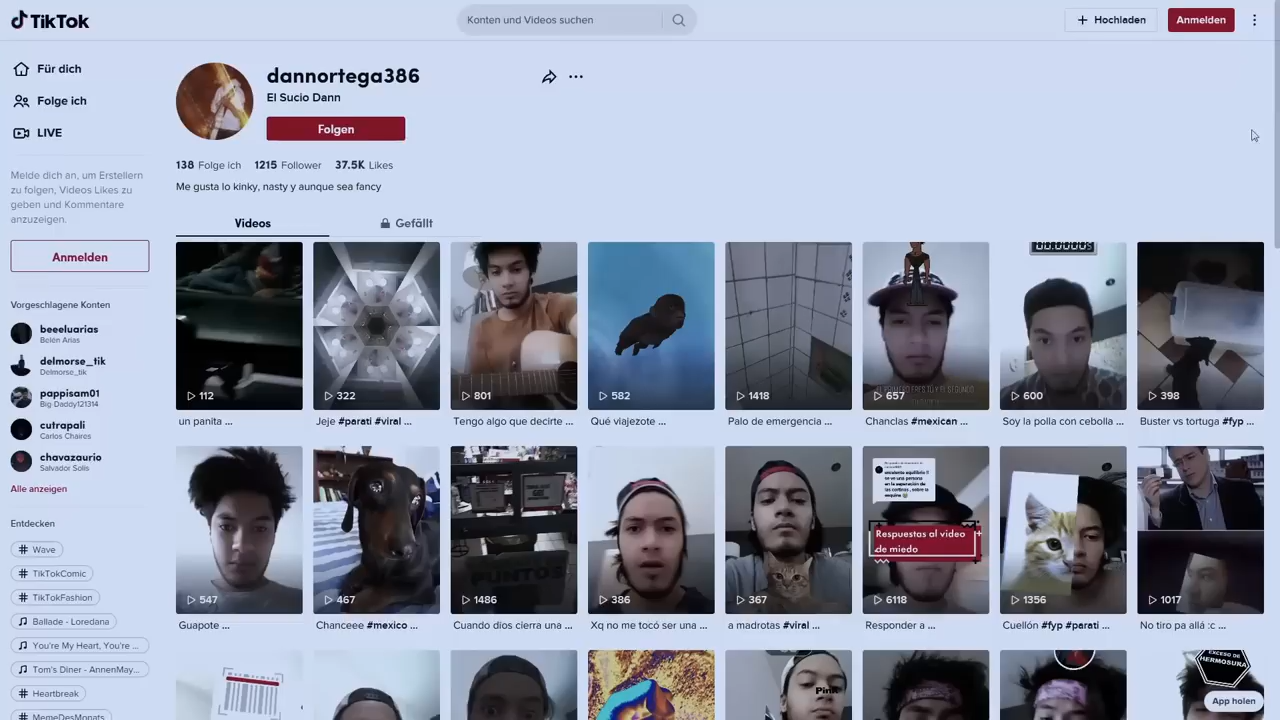 TikTok
Konten und Videos suchen
Hochladen
Anmelden
Für dich
Folge ich
LIVE
Melde dich an, um Erstellern
zu folgen, Videos Likes zu
geben und Kommentare
anzuzeigen.
Anmelden
Vorgeschlagene Konten
beeeluarias
Belén Arias
delmorse_tik
Delmorse_tik
pappisam01
Big Daddy121314
cutrapali
Carlos Chaires
chavazaurio
Salvador Solis
Alle anzeigen
Entdecken
# Wave
# TikTokComic
# TikTokFashion
Ballade - Loredana
You're My Heart, You're ...
Tom's Diner - AnnenMay...
# Heartbreak
# MemeDesMonats
dannortega386
El Sucio Dann
Folgen
138 Folge ich 1215 Follower 37.5K Likes
Me gusta lo kinky, nasty y aunque sea fancy
Videos
Gefällt
112
322
801
582
1418
657
600
398
un panita ...
Jeje #parati #viral ...
Tengo algo que decirte ...
Qué viajezote ...
Palo de emergencia ...
Chanclas #mexican ...
Soy la polla con cebolla ...
Buster vs tortuga #fyp ...
Respuestas al video
de miedo
PUNTOS
547
467
1486
386
367
6118
1356
1017
Guapote ...
Chanceee #mexico ...
Cuando díos cierra una ...
Xq no me tocó ser una ...
a madrotas #viral ...
Responder a ...
Cuellón #fyp #parati ...
No tiro pa allá :c ...
Pink
EXCESO DE
HERMOSURA
App holen